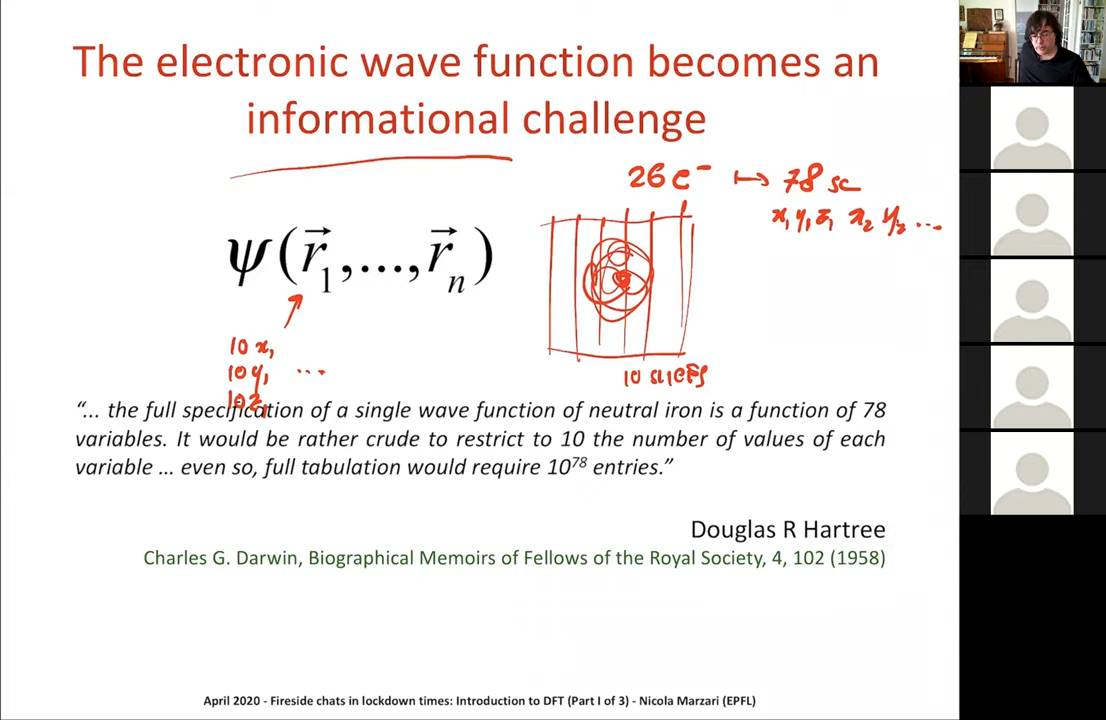 The electronic wave function becomes an
informational challenge
26 e⁻ ↦ 78 sc
x₁ y₁ z₁ x₂ y₂ ...
ψ(r⃗₁,...,r⃗ₙ)
10 x₁
10 y₁ ...
10 z₁
10
“... the full specification of a single wave function of neutral iron is a function of 78
variables. It would be rather crude to restrict to 10 the number of values of each
variable ... even so, full tabulation would require 10⁷⁸ entries.”
Douglas R Hartree
Charles G. Darwin, Biographical Memoirs of Fellows of the Royal Society, 4, 102 (1958)
April 2020 - Fireside chats in lockdown times: Introduction to DFT (Part I of 3) - Nicola Marzari (EPFL)